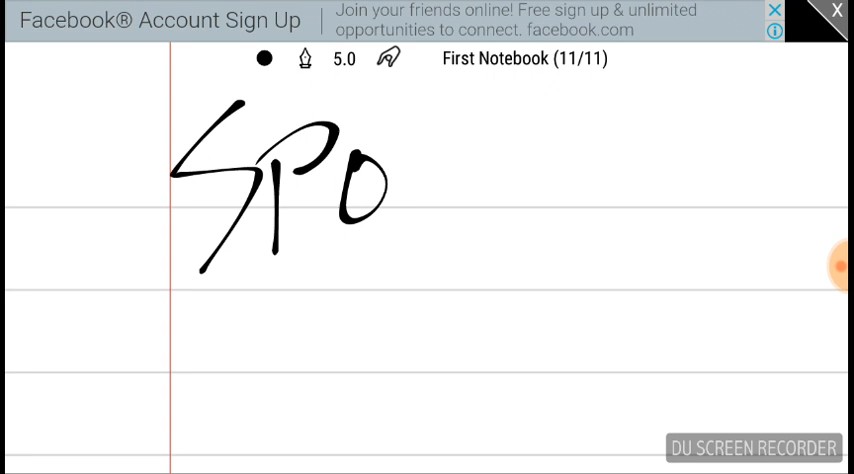 Facebook® Account Sign Up
Join your friends online! Free sign up & unlimited
opportunities to connect. facebook.com
X
5.0
First Notebook (11/11)
SPO
DU SCREEN RECORDER